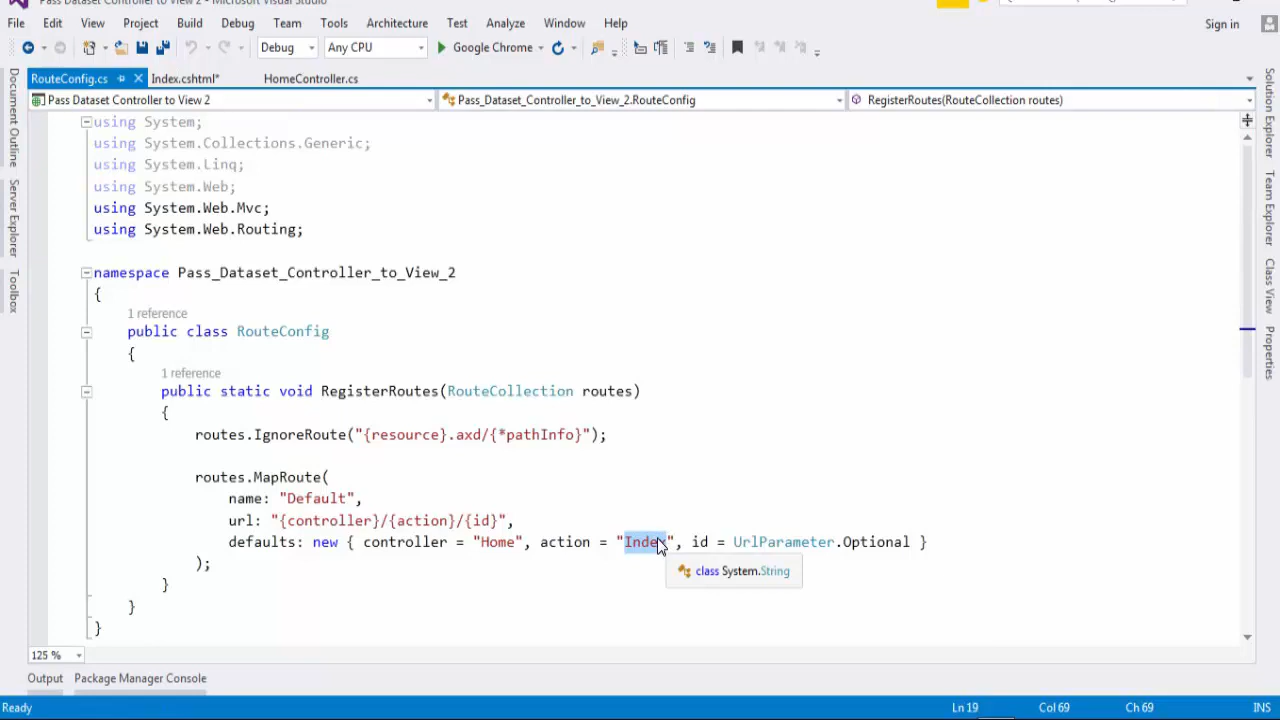 Pass Dataset Controller to View 2 - Microsoft Visual Studio
File Edit View Project Build Debug Team Tools Architecture Test Analyze Window Help
Sign in
Debug Any CPU Google Chrome
RouteConfig.cs Index.cshtml* HomeController.cs
Pass Dataset Controller to View 2 Pass_Dataset_Controller_to_View_2.RouteConfig RegisterRoutes(RouteCollection routes)
Document Outline
Server Explorer
Toolbox
using System;
using System.Collections.Generic;
using System.Linq;
using System.Web;
using System.Web.Mvc;
using System.Web.Routing;
namespace Pass_Dataset_Controller_to_View_2
{
1 reference
public class RouteConfig
{
1 reference
public static void RegisterRoutes(RouteCollection routes)
{
routes.IgnoreRoute("{resource}.axd/{*pathInfo}");
routes.MapRoute(
name: "Default",
url: "{controller}/{action}/{id}",
defaults: new { controller = "Home", action = "Index", id = UrlParameter.Optional }
class System.String
);
}
}
}
Solution Explorer
Team Explorer
Class View
Properties
125 %
Output Package Manager Console
Ready Ln 19 Col 69 Ch 69 INS